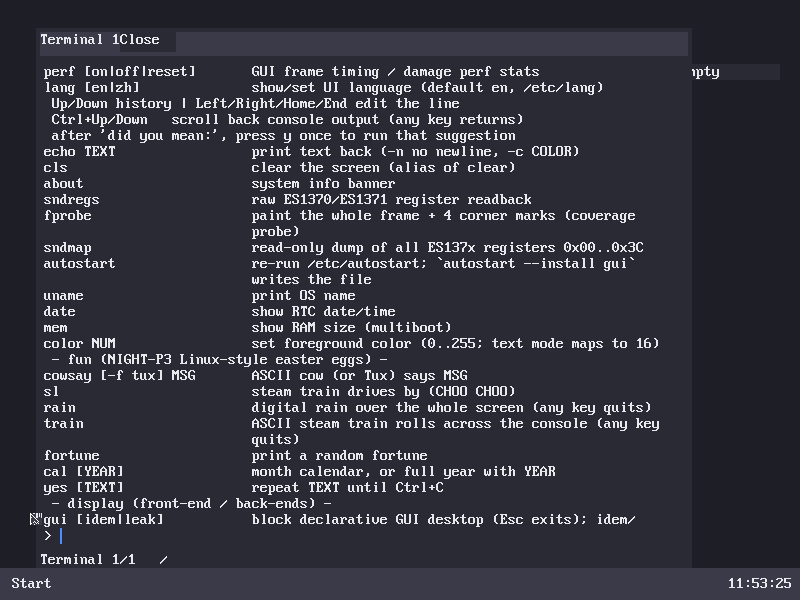 Terminal 1Close
perf [on|off|reset] GUI frame timing / damage perf stats
mpty
lang [en|zh] show/set UI language (default en, /etc/lang)
Up/Down history | Left/Right/Home/End edit the line
Ctrl+Up/Down scroll back console output (any key returns)
after 'did you mean:', press y once to run that suggestion
echo TEXT print text back (-n no newline, -c COLOR)
cls clear the screen (alias of clear)
about system info banner
sndregs raw ES1370/ES1371 register readback
fprobe paint the whole frame + 4 corner marks (coverage
probe)
sndmap read-only dump of all ES137x registers 0x00..0x3C
autostart re-run /etc/autostart; `autostart --install gui`
writes the file
uname print OS name
date show RTC date/time
mem show RAM size (multiboot)
color NUM set foreground color (0..255; text mode maps to 16)
- fun (NIGHT-P3 Linux-style easter eggs) -
cowsay [-f tux] MSG ASCII cow (or Tux) says MSG
sl steam train drives by (CHOO CHOO)
rain digital rain over the whole screen (any key quits)
train ASCII steam train rolls across the console (any key
quits)
fortune print a random fortune
cal [YEAR] month calendar, or full year with YEAR
yes [TEXT] repeat TEXT until Ctrl+C
- display (front-end / back-ends) -
gui [idem|leak] block declarative GUI desktop (Esc exits); idem/
>
Terminal 1/1 /
Start 11:53:25